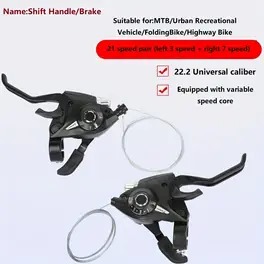 Name:Shift Handle/Brake
Suitable for:MTB/Urban Recreational
Vehicle/FoldingBike/Highway Bike
21 speed pair (left 3 speed + right 7 speed)
22.2 Universal caliber
Equipped with variable
speed core